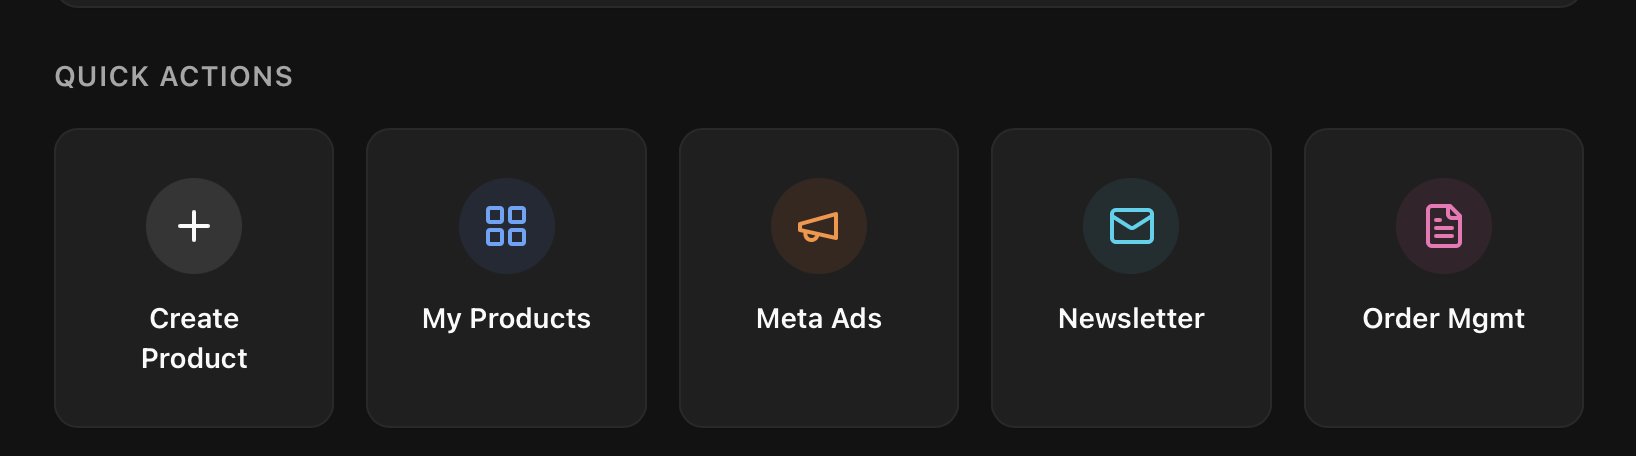 QUICK ACTIONS
Create
Product
My Products
Meta Ads
Newsletter
Order Mgmt